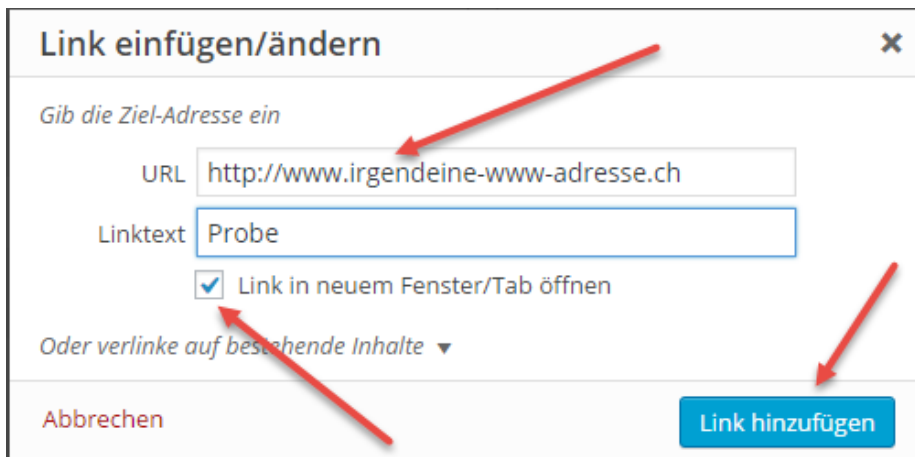 Link einfügen/ändern
Gib die Ziel-Adresse ein
URL http://www.irgendeine-www-adresse.ch
Linktext Probe
Link in neuem Fenster/Tab öffnen
Oder verlinke auf bestehende Inhalte
Abbrechen Link hinzufügen